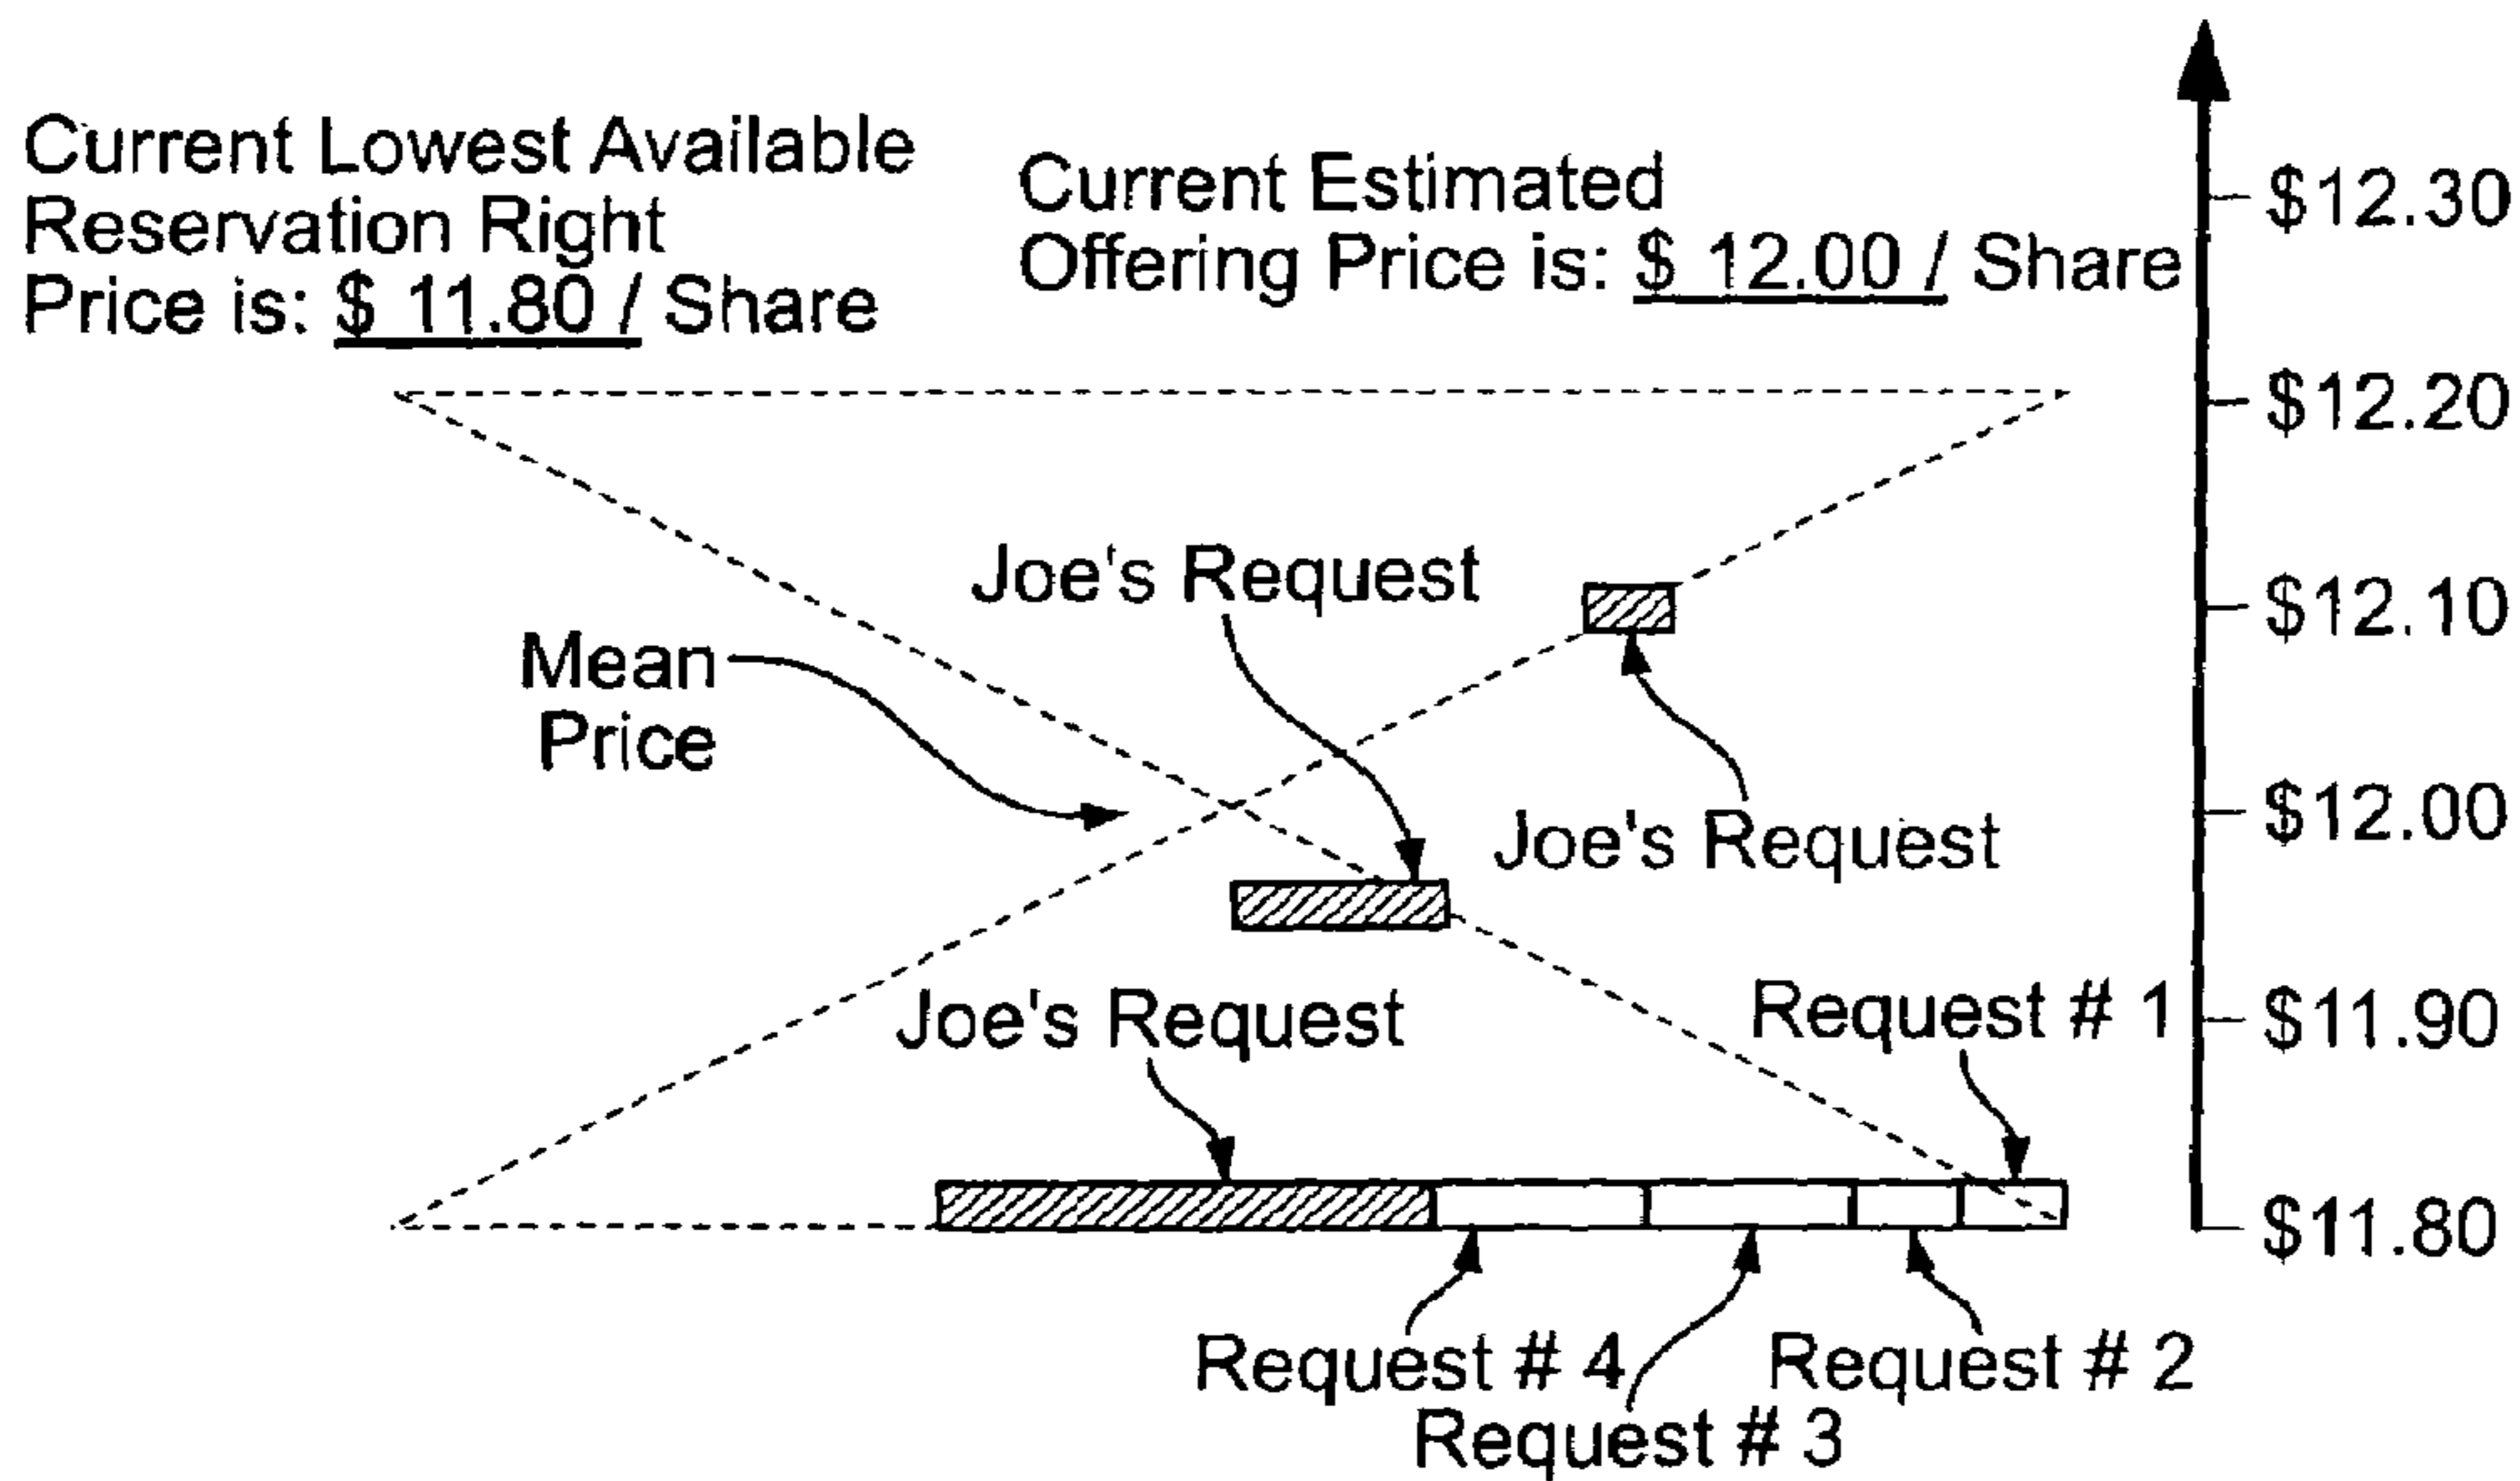 Current Lowest Available
Reservation Right
Price is: $ 11.80 / Share
Current Estimated
Offering Price is: $ 12.00 / Share
$12.30
$12.20
Joe's Request
$12.10
Mean
Price
Joe's Request
$12.00
Joe's Request
Request # 1
$11.90
$11.80
Request # 4
Request # 2
Request # 3